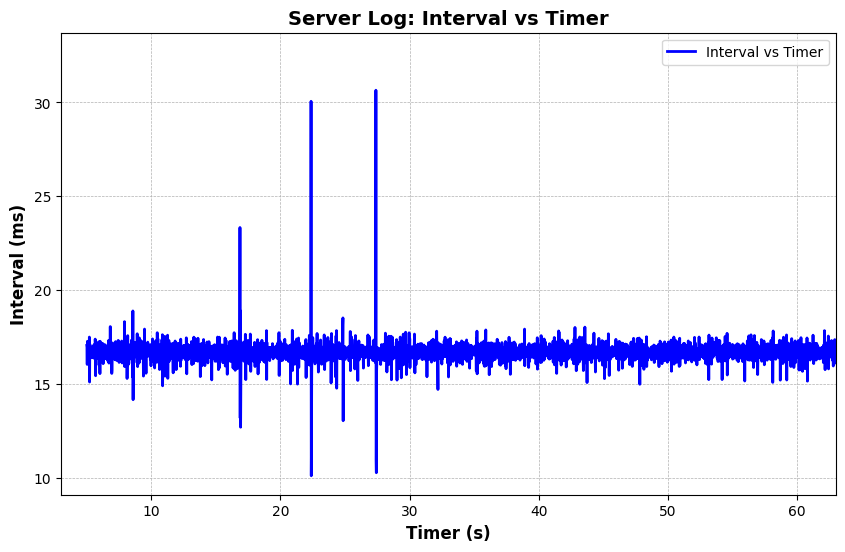 Server Log: Interval vs Timer
Interval vs Timer
30
25
20
15
10
Interval (ms)
10 20 30 40 50 60
Timer (s)